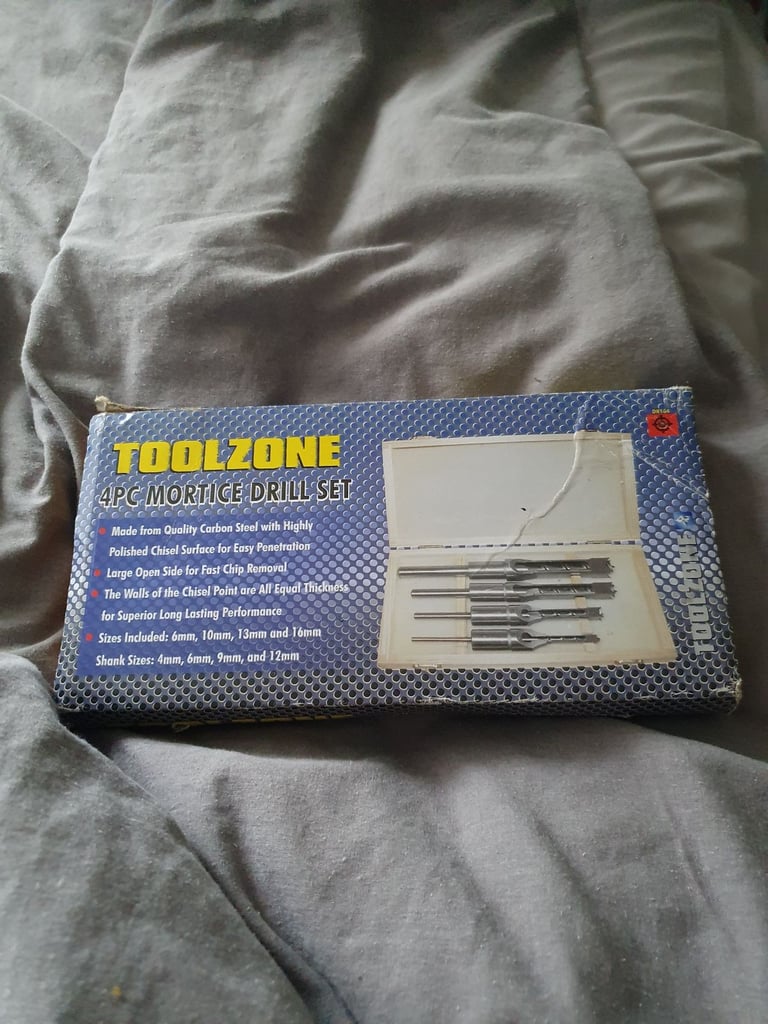 TOOLZONE
4PC MORTICE DRILL SET
Made from Quality Carbon Steel with Highly
Polished Chisel Surface for Easy Penetration
Large Open Side for Fast Chip Removal
The Walls of the Chisel Point are All Equal Thickness
for Superior Long Lasting Performance
Sizes Included: 6mm, 10mm, 13mm and 16mm
Shank Sizes: 4mm, 6mm, 9mm, and 12mm
TOOLZONE